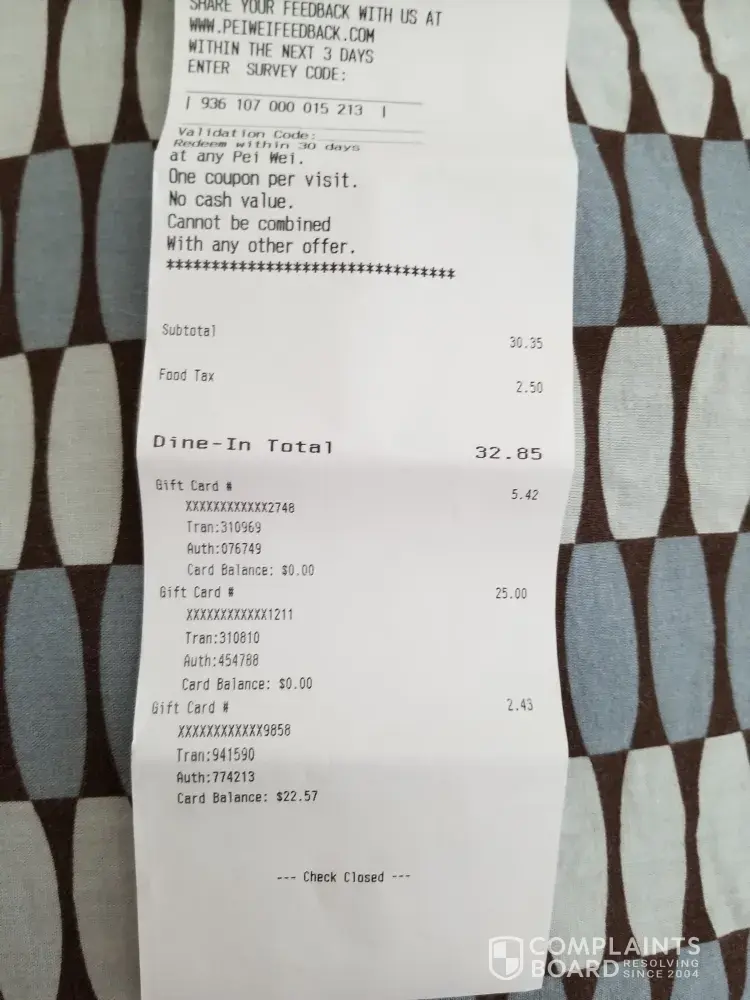 SHARE YOUR FEEDBACK WITH US AT
WWW.PEIWEIFEEDBACK.COM
WITHIN THE NEXT 3 DAYS
ENTER SURVEY CODE:
| 936 107 000 015 213 |
Validation Code:
Redeem within 30 days
at any Pei Wei.
One coupon per visit.
No cash value.
Cannot be combined
With any other offer.
********************************
Subtotal 30.35
Food Tax 2.50
Dine-In Total 32.85
Gift Card # 5.42
XXXXXXXXXXXX2748
Tran:310969
Auth:076749
Card Balance: $0.00
Gift Card # 25.00
XXXXXXXXXXXX1211
Tran:310810
Auth:454788
Card Balance: $0.00
Gift Card # 2.43
XXXXXXXXXXXX9858
Tran:941590
Auth:774213
Card Balance: $22.57
--- Check Closed ---
COMPLAINTS
BOARD RESOLVING
SINCE 2004